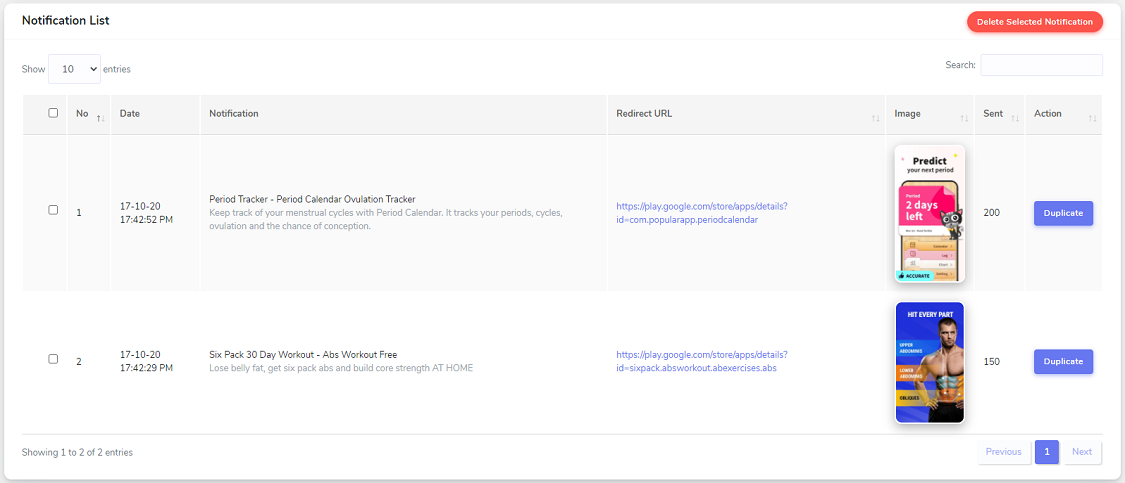 Notification List
Delete Selected Notification
Show 10 entries
Search:
No
Date
Notification
Redirect URL
Image
Sent
Action
1
17-10-20
17:42:52 PM
Period Tracker - Period Calendar Ovulation Tracker
Keep track of your menstrual cycles with Period Calendar. It tracks your periods, cycles,
ovulation and the chance of conception.
https://play.google.com/store/apps/details?
id=com.popularapp.periodcalendar
Predict
your next period
Period
2 days
left
Calendar
Log
Chart
Setting
ACCURATE
200
Duplicate
2
17-10-20
17:42:29 PM
Six Pack 30 Day Workout - Abs Workout Free
Lose belly fat, get six pack abs and build core strength AT HOME
https://play.google.com/store/apps/details?
id=sixpack.absworkout.abexercises.abs
HIT EVERY PART
UPPER
ABDOMINS
LOWER
ABDOMINS
OBLIQUES
150
Duplicate
Showing 1 to 2 of 2 entries
Previous
1
Next